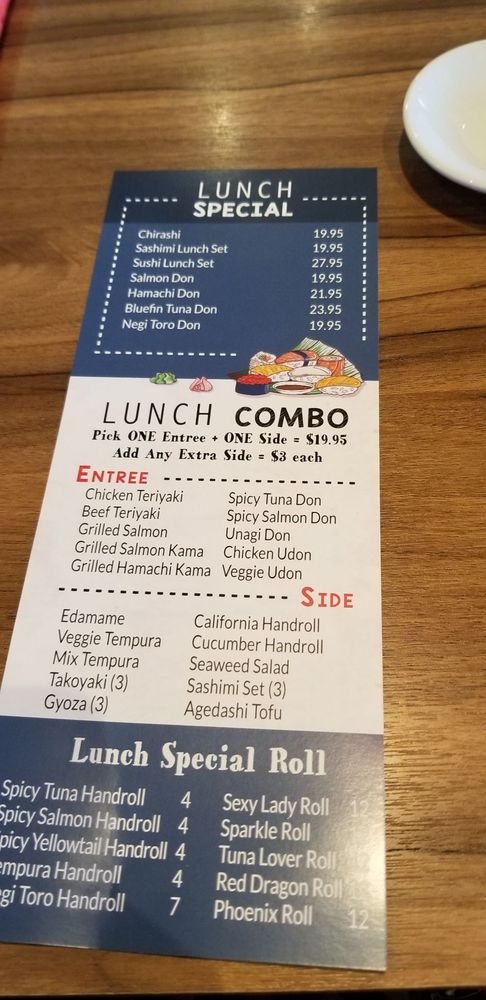 LUNCH
SPECIAL
Chirashi 19.95
Sashimi Lunch Set 19.95
Sushi Lunch Set 27.95
Salmon Don 19.95
Hamachi Don 21.95
Bluefin Tuna Don 23.95
Negi Toro Don 19.95
LUNCH COMBO
Pick ONE Entree + ONE Side = $19.95
Add Any Extra Side = $3 each
ENTREE
Chicken Teriyaki Spicy Tuna Don
Beef Teriyaki Spicy Salmon Don
Grilled Salmon Unagi Don
Grilled Salmon Kama Chicken Udon
Grilled Hamachi Kama Veggie Udon
SIDE
Edamame California Handroll
Veggie Tempura Cucumber Handroll
Mix Tempura Seaweed Salad
Takoyaki (3) Sashimi Set (3)
Gyoza (3) Agedashi Tofu
Lunch Special Roll
Spicy Tuna Handroll 4 Sexy Lady Roll 12
Spicy Salmon Handroll 4 Sparkle Roll
picy Yellowtail Handroll 4 Tuna Lover Roll
empura Handroll 4 Red Dragon Roll
gi Toro Handroll 7 Phoenix Roll 12